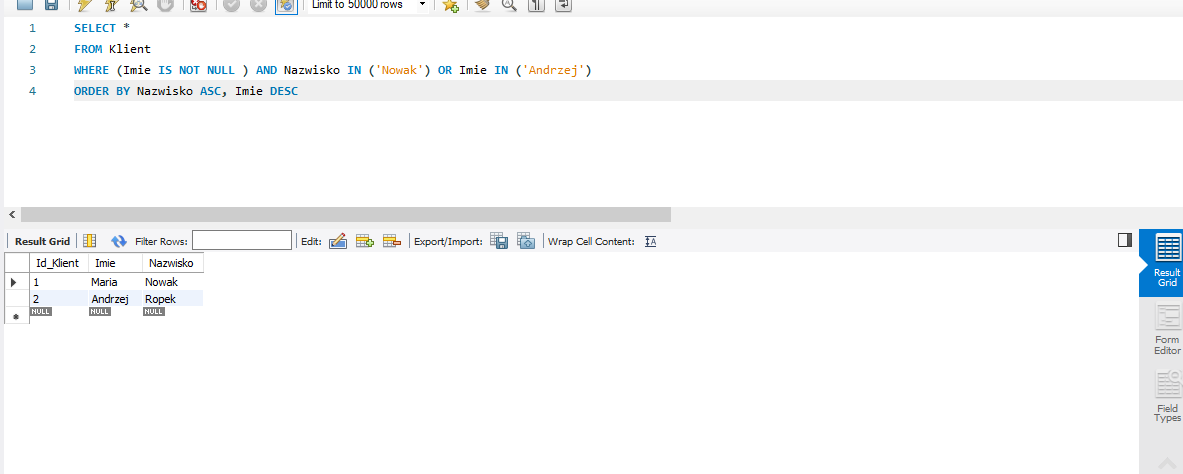 Limit to 50000 rows
1 SELECT *
2 FROM Klient
3 WHERE (Imie IS NOT NULL ) AND Nazwisko IN ('Nowak') OR Imie IN ('Andrzej')
4 ORDER BY Nazwisko ASC, Imie DESC
Result Grid Filter Rows: Edit: Export/Import: Wrap Cell Content: IA
Id_Klient Imie Nazwisko
1 Maria Nowak
2 Andrzej Ropek
NULL NULL NULL
Result
Grid
Form
Editor
Field
Types